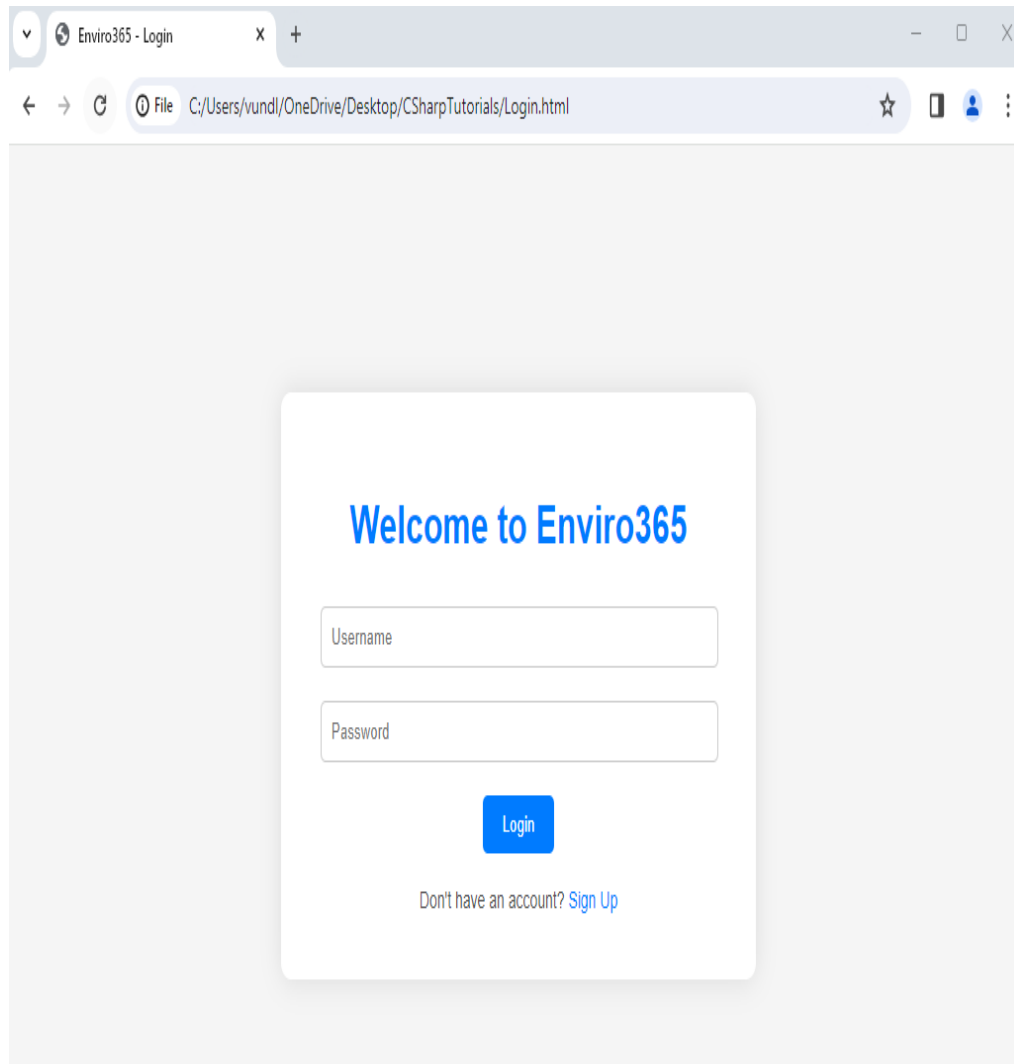 Enviro365 - Login
File C:/Users/vundl/OneDrive/Desktop/CSharpTutorials/Login.html
Welcome to Enviro365
Username
Password
Login
Don't have an account? Sign Up